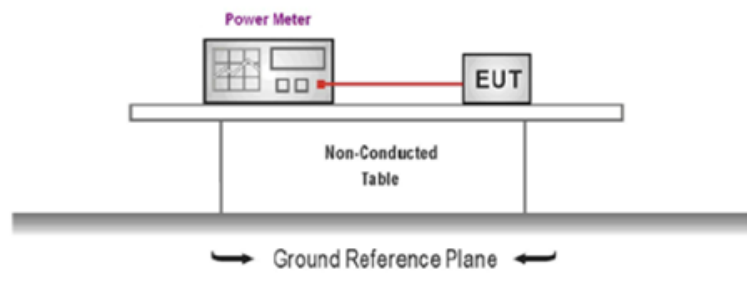 Power Meter
EUT
Non-Conducted
Table
Ground Reference Plane